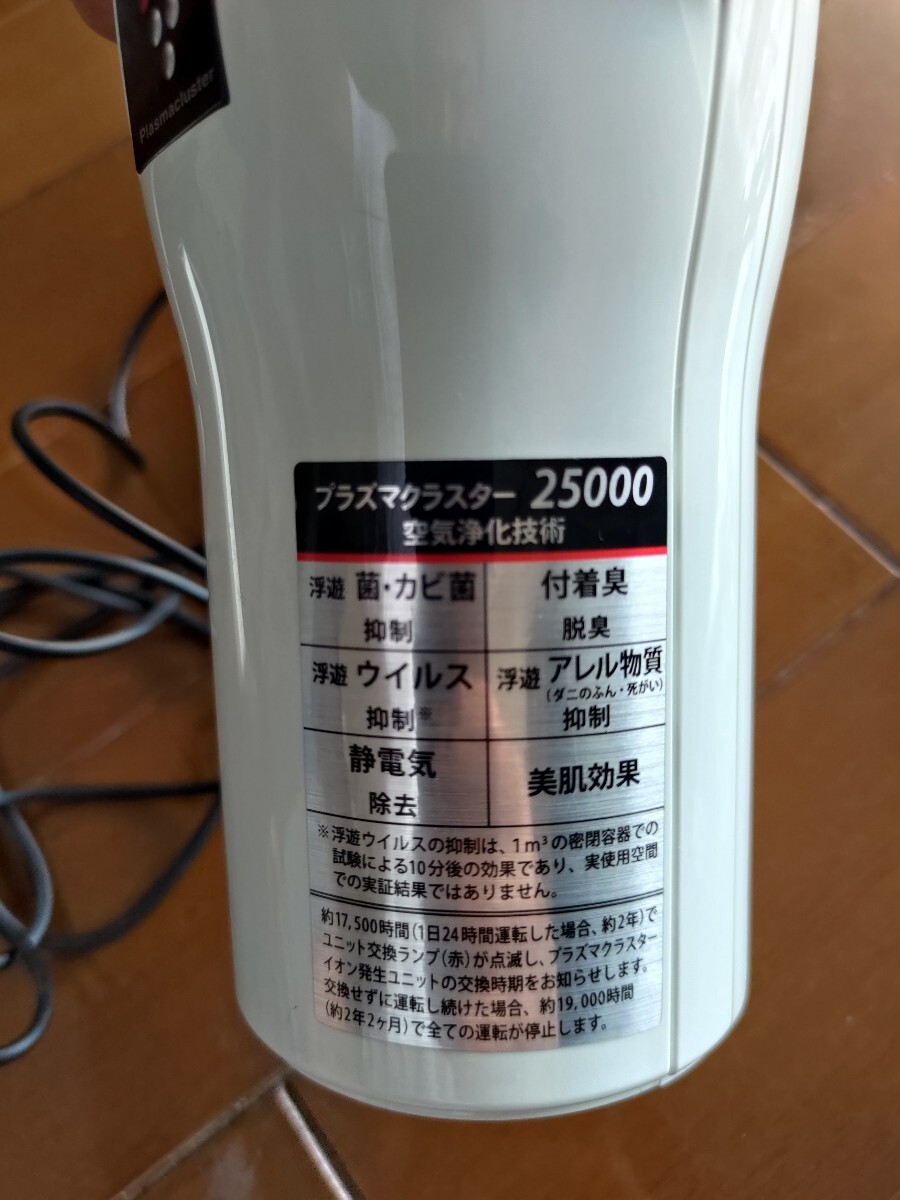 Plasmacluster
プラズマクラスター 25000
空気浄化技術
浮遊 菌・カビ菌
抑制
付着臭
脱臭
浮遊 ウイルス
抑制※
浮遊 アレル物質
(ダニのふん・死がい)
抑制
静電気
除去
美肌効果
※浮遊ウイルスの抑制は、1m³の密閉容器での
試験による10分後の効果であり、実使用空間
での実証結果ではありません。
約17,500時間(1日24時間運転した場合、約2年)で
ユニット交換ランプ(赤)が点滅し、プラズマクラスター
イオン発生ユニットの交換時期をお知らせします。
交換せずに運転し続けた場合、約19,000時間
(約2年2ヶ月)で全ての運転が停止します。